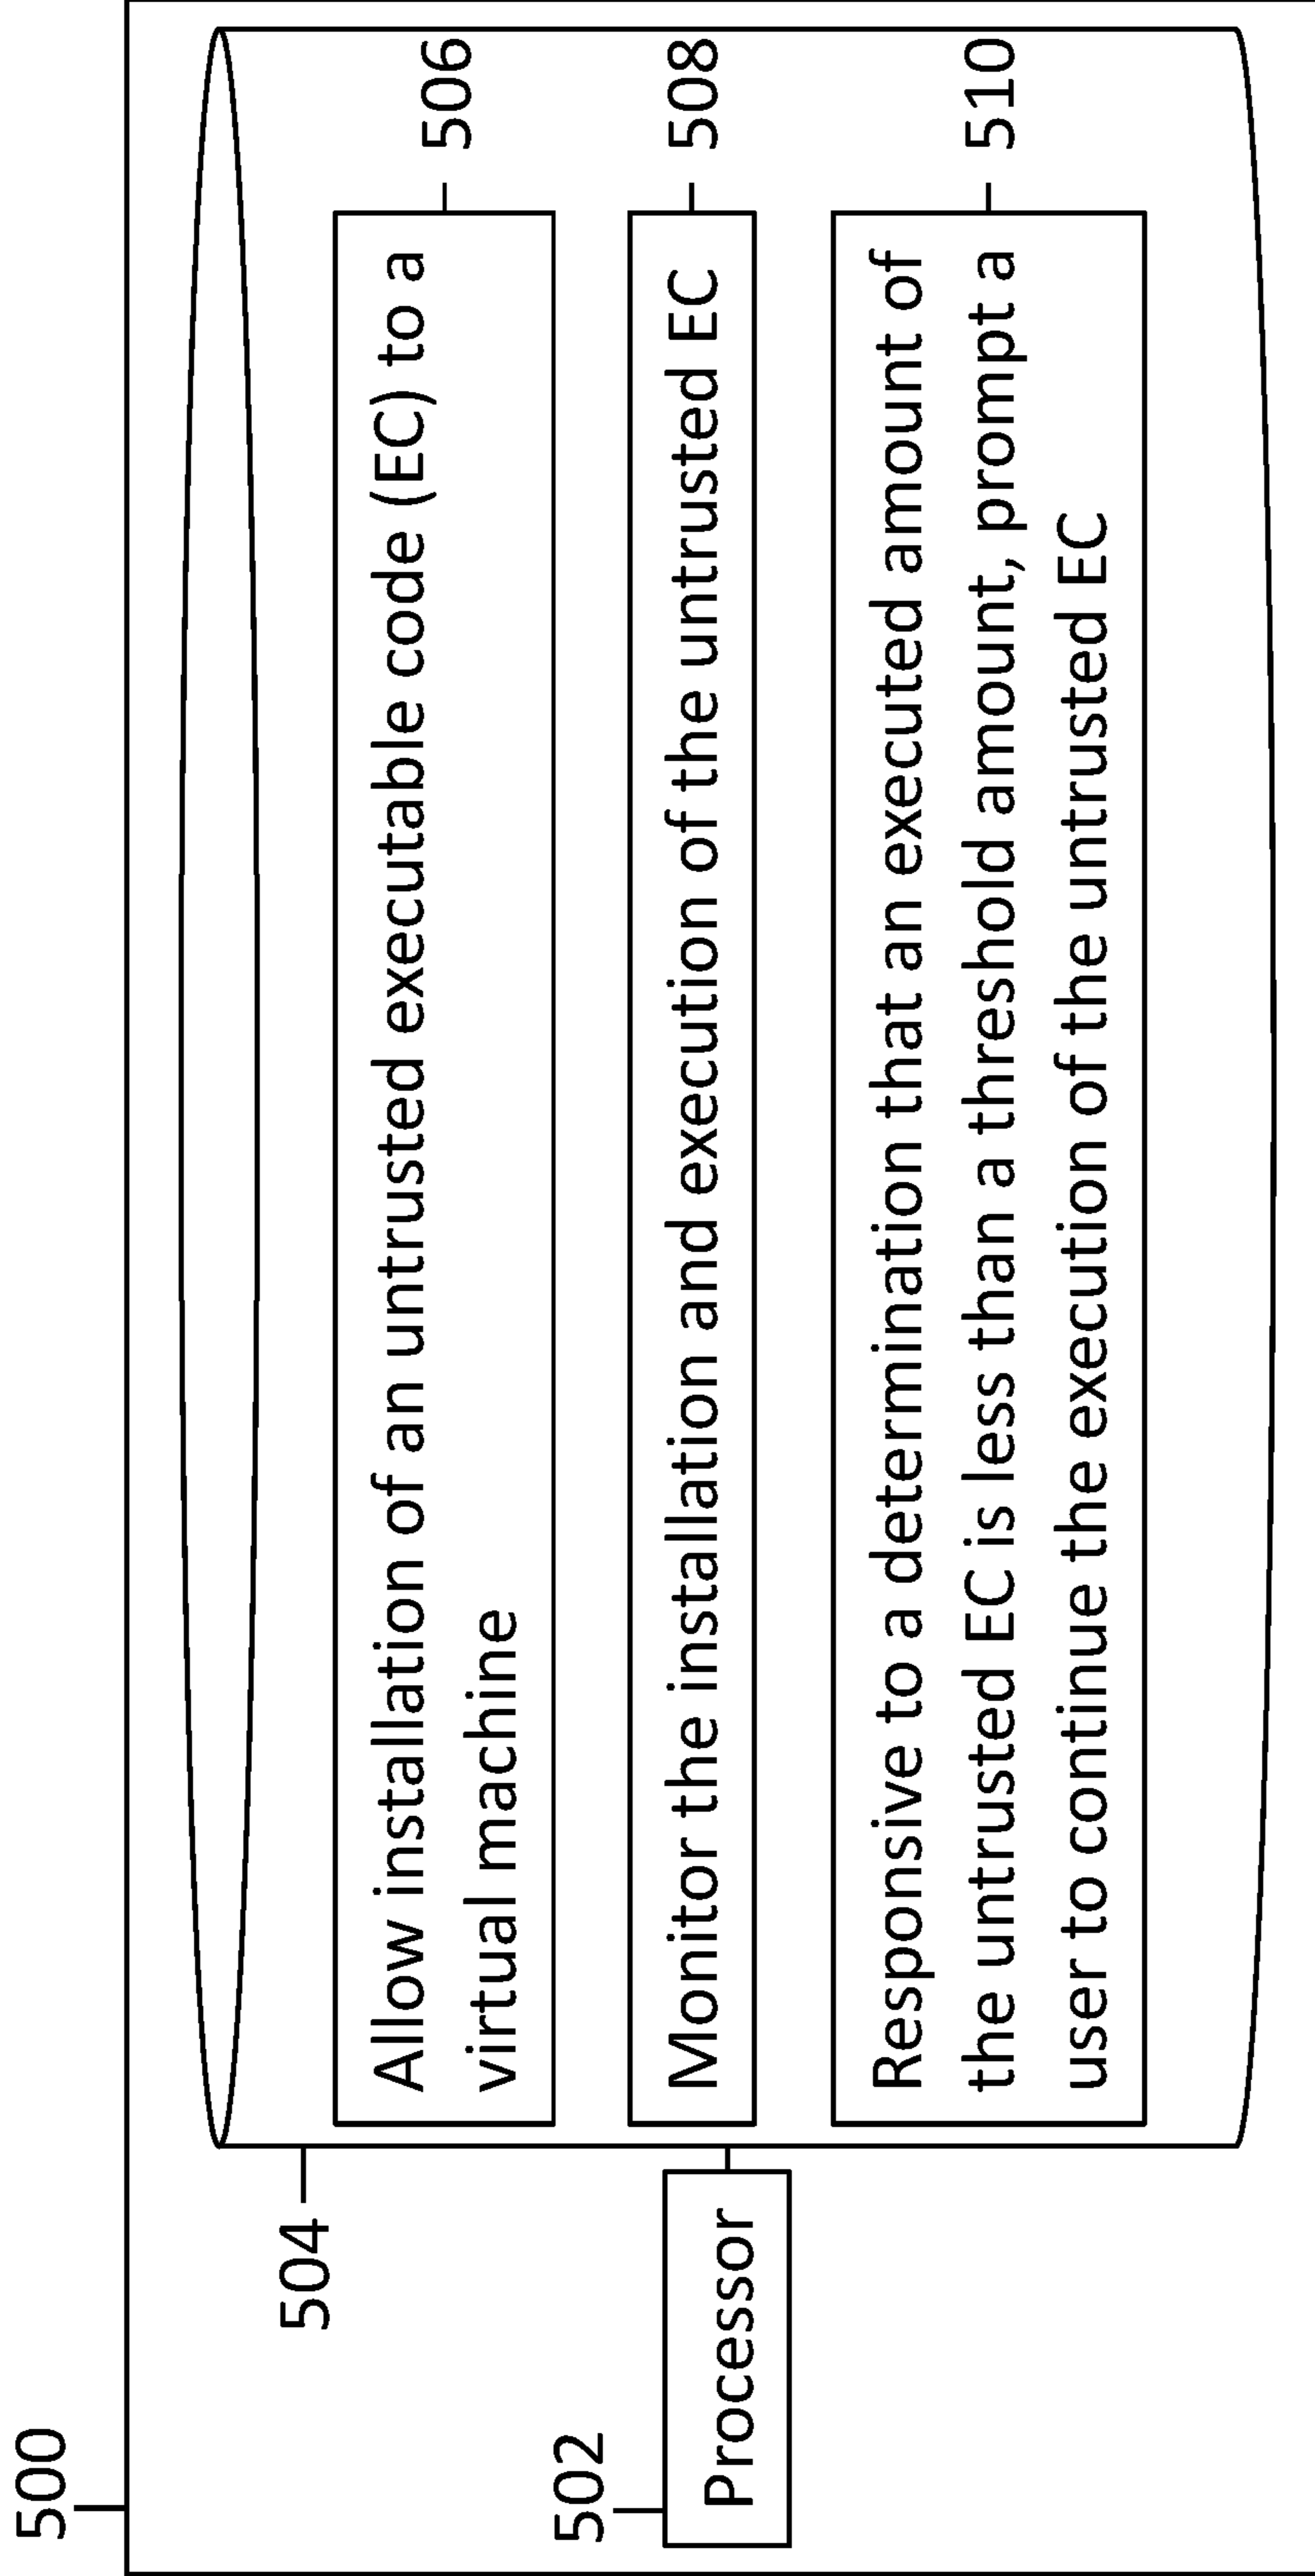 500
504
502
Processor
Allow installation of an untrusted executable code (EC) to a
virtual machine
506
Monitor the installation and execution of the untrusted EC
508
Responsive to a determination that an executed amount of
the untrusted EC is less than a threshold amount, prompt a
user to continue the execution of the untrusted EC
510